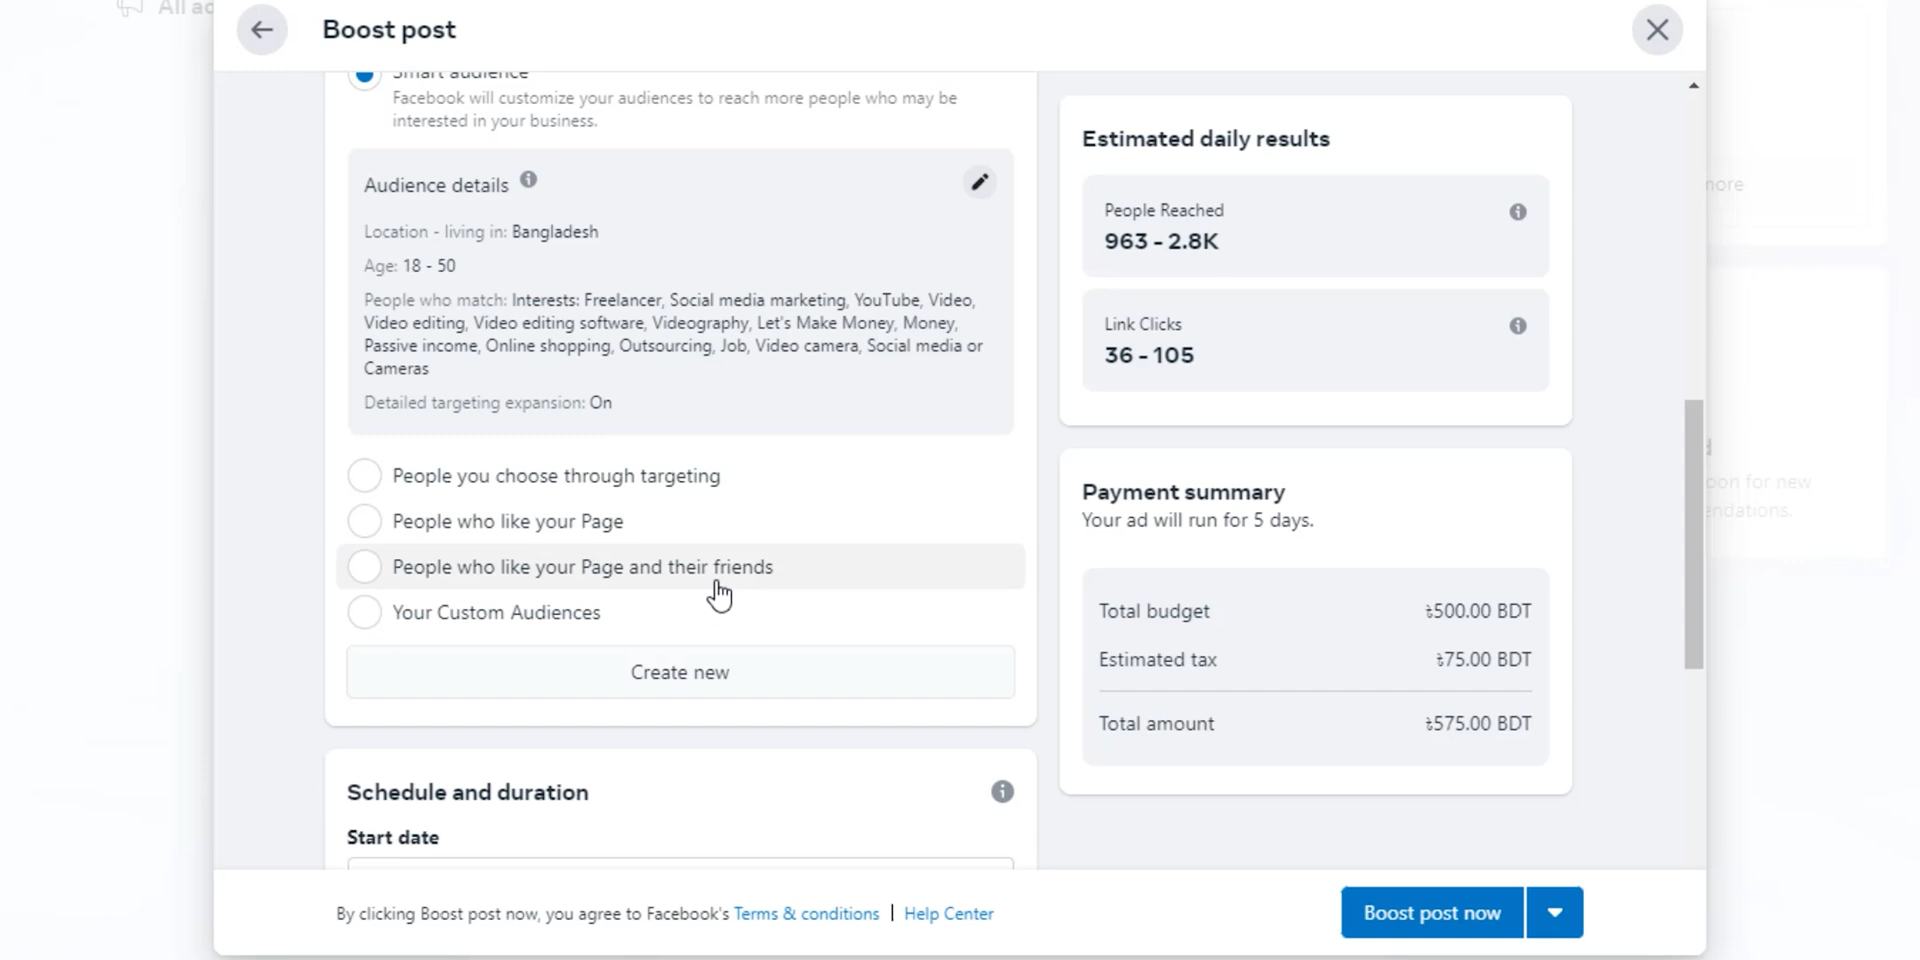 All ad
Boost post
Smart audience
Facebook will customize your audiences to reach more people who may be
interested in your business.
Audience details
Location - living in: Bangladesh
Age: 18 - 50
People who match: Interests: Freelancer, Social media marketing, YouTube, Video,
Video editing, Video editing software, Videography, Let's Make Money, Money,
Passive income, Online shopping, Outsourcing, Job, Video camera, Social media or
Cameras
Detailed targeting expansion: On
People you choose through targeting
People who like your Page
People who like your Page and their friends
Your Custom Audiences
Create new
Schedule and duration
Start date
Estimated daily results
People Reached
963 - 2.8K
Link Clicks
36 - 105
Payment summary
Your ad will run for 5 days.
Total budget ৳500.00 BDT
Estimated tax ৳75.00 BDT
Total amount ৳575.00 BDT
more
oon for new
endations.
By clicking Boost post now, you agree to Facebook's Terms & conditions | Help Center
Boost post now